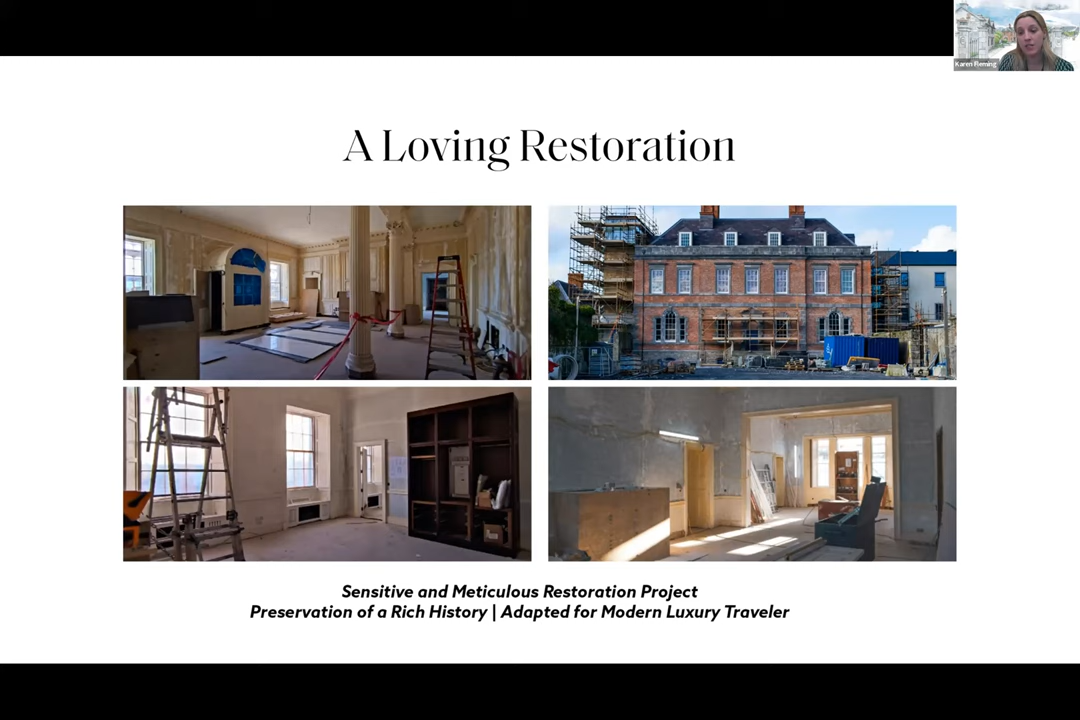 Karen Fleming
A Loving Restoration
Sensitive and Meticulous Restoration Project
Preservation of a Rich History | Adapted for Modern Luxury Traveler